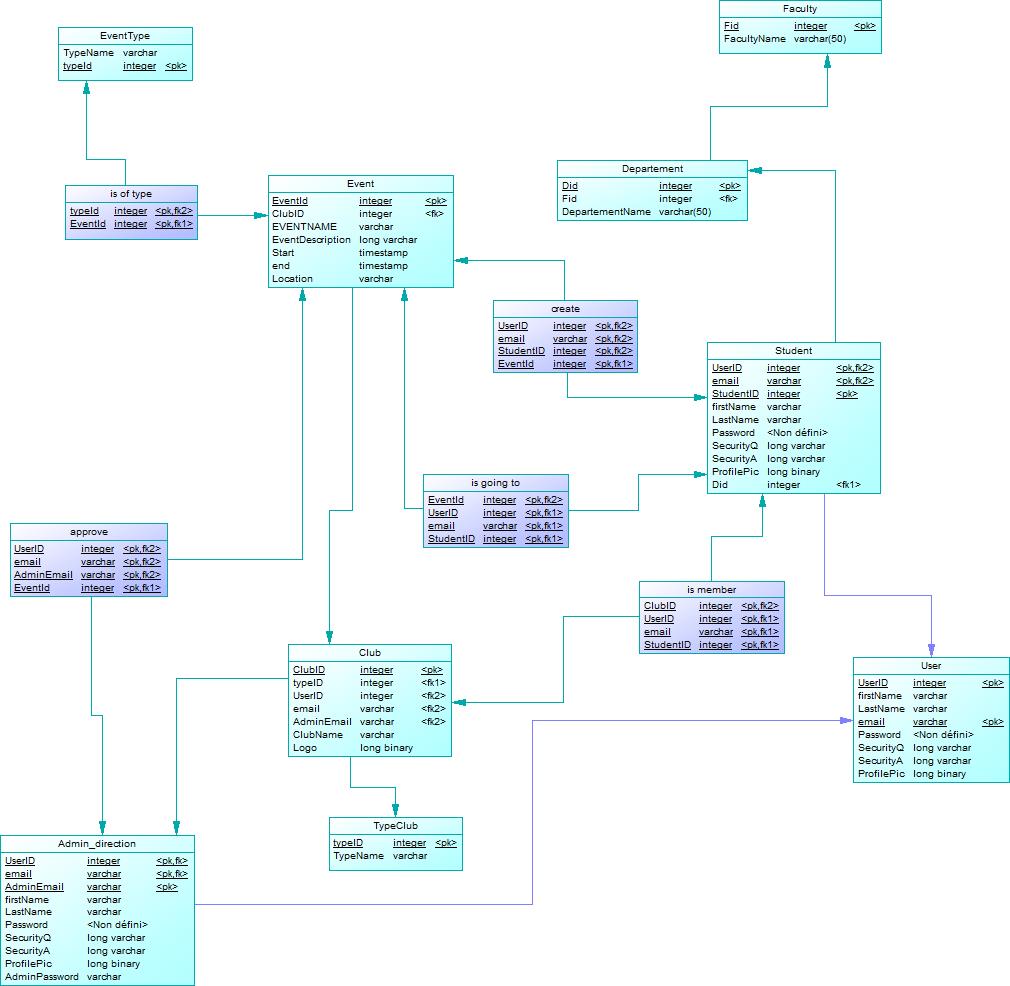 Faculty
Fid integer <pk>
FacultyName varchar(50)
EventType
TypeName varchar
typeId integer <pk>
Departement
Did integer <pk>
Fid integer <fk>
DepartementName varchar(50)
is of type
typeId integer <pk,fk2>
EventId integer <pk,fk1>
Event
EventId integer <pk>
ClubID integer <fk>
EVENTNAME varchar
EventDescription long varchar
Start timestamp
end timestamp
Location varchar
create
UserID integer <pk,fk2>
email varchar <pk,fk2>
StudentID integer <pk,fk2>
EventId integer <pk,fk1>
Student
UserID integer <pk,fk2>
email varchar <pk,fk2>
StudentID integer <pk>
firstName varchar
LastName varchar
Password <Non défini>
SecurityQ long varchar
SecurityA long varchar
ProfilePic long binary
Did integer <fk1>
is going to
EventId integer <pk,fk2>
UserID integer <pk,fk1>
email varchar <pk,fk1>
StudentID integer <pk,fk1>
approve
UserID integer <pk,fk2>
email varchar <pk,fk2>
AdminEmail varchar <pk,fk2>
EventId integer <pk,fk1>
is member
ClubID integer <pk,fk2>
UserID integer <pk,fk1>
email varchar <pk,fk1>
StudentID integer <pk,fk1>
Club
ClubID integer <pk>
typeID integer <fk1>
UserID integer <fk2>
email varchar <fk2>
AdminEmail varchar <fk2>
ClubName varchar
Logo long binary
User
UserID integer <pk>
firstName varchar
LastName varchar
email varchar <pk>
Password <Non défini>
SecurityQ long varchar
SecurityA long varchar
ProfilePic long binary
TypeClub
typeID integer <pk>
TypeName varchar
Admin_direction
UserID integer <pk,fk>
email varchar <pk,fk>
AdminEmail varchar <pk>
firstName varchar
LastName varchar
Password <Non défini>
SecurityQ long varchar
SecurityA long varchar
ProfilePic long binary
AdminPassword varchar